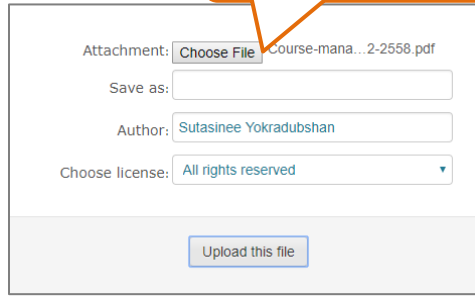 Attachment: Choose File Course-mana...2-2558.pdf
Save as:
Author: Sutasinee Yokradubshan
Choose license: All rights reserved
Upload this file